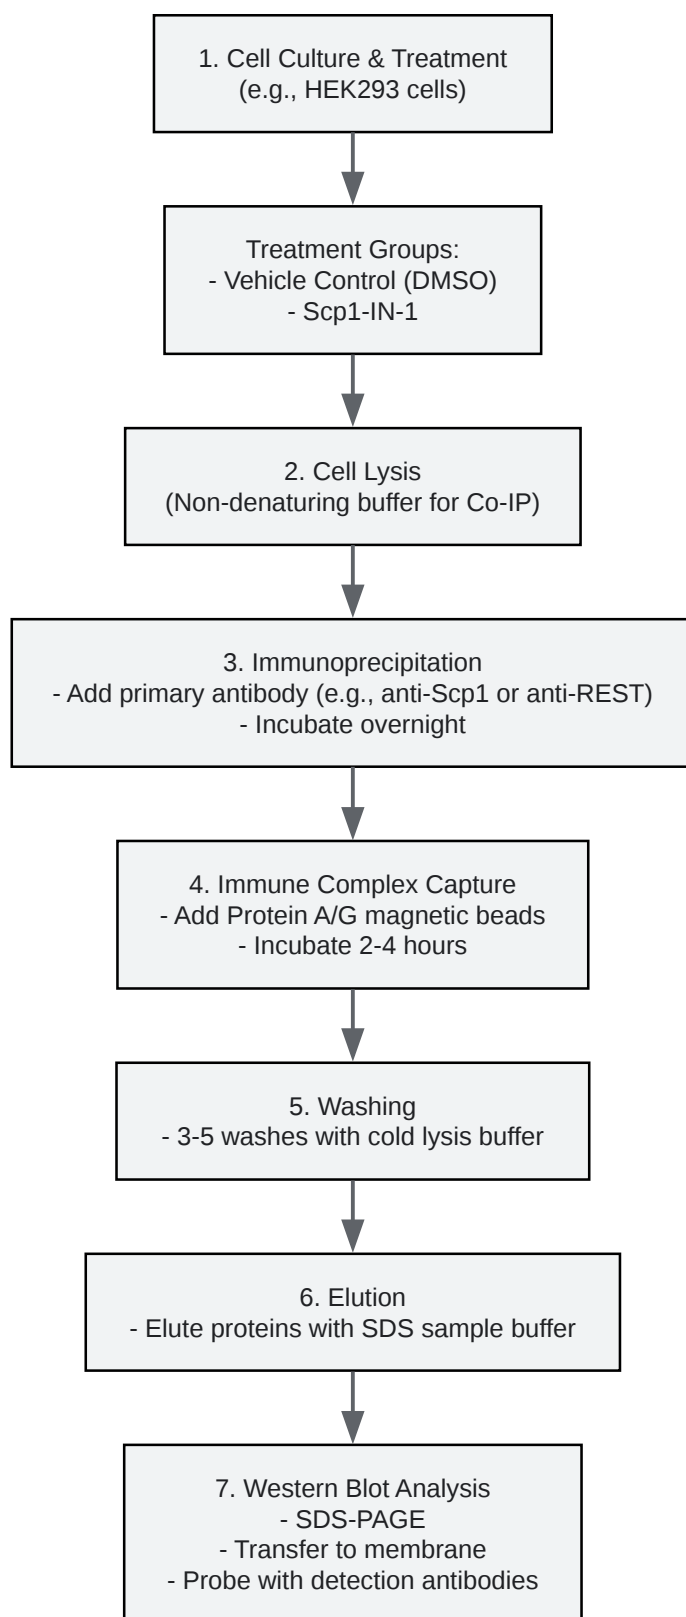 1. Cell Culture & Treatment
(e.g., HEK293 cells)
Treatment Groups:
- Vehicle Control (DMSO)
- Scp1-IN-1
2. Cell Lysis
(Non-denaturing buffer for Co-IP)
3. Immunoprecipitation
- Add primary antibody (e.g., anti-Scp1 or anti-REST)
- Incubate overnight
4. Immune Complex Capture
- Add Protein A/G magnetic beads
- Incubate 2-4 hours
5. Washing
- 3-5 washes with cold lysis buffer
6. Elution
- Elute proteins with SDS sample buffer
7. Western Blot Analysis
- SDS-PAGE
- Transfer to membrane
- Probe with detection antibodies